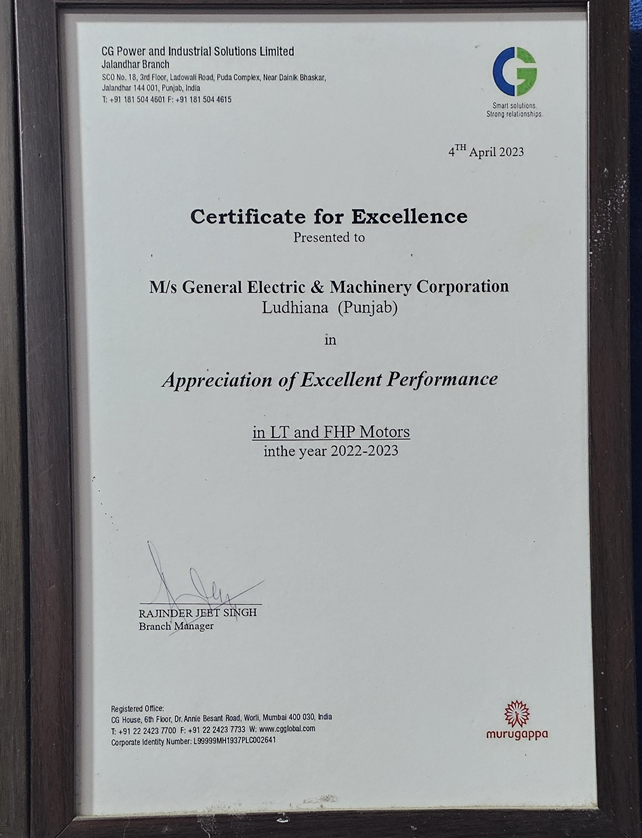 CG Power and Industrial Solutions Limited
Jalandhar Branch
SCO No. 18, 3rd Floor, Ladowali Road, Puda Complex, Near Dainik Bhaskar,
Jalandhar 144 001, Punjab, India
T: +91 181 504 4601 F: +91 181 504 4615
Smart solutions.
Strong relationships.
4TH April 2023
Certificate for Excellence
Presented to
M/s General Electric & Machinery Corporation
Ludhiana (Punjab)
in
Appreciation of Excellent Performance
in LT and FHP Motors
inthe year 2022-2023
RAJINDER JEET SINGH
Branch Manager
Registered Office:
CG House, 6th Floor, Dr. Annie Besant Road, Worli, Mumbai 400 030, India
T: +91 22 2423 7700 F: +91 22 2423 7733 W: www.cgglobal.com
Corporate Identity Number: L99999MH1937PLC002641
murugappa